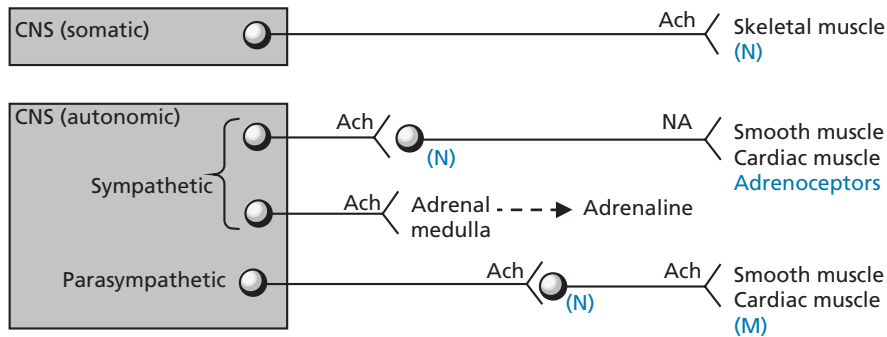 CNS (somatic)
Ach
Skeletal muscle
(N)
CNS (autonomic)
Sympathetic
Ach
(N)
NA
Smooth muscle
Cardiac muscle
Adrenoceptors
Ach
Adrenal
medulla
Adrenaline
Parasympathetic
Ach
(N)
Ach
Smooth muscle
Cardiac muscle
(M)